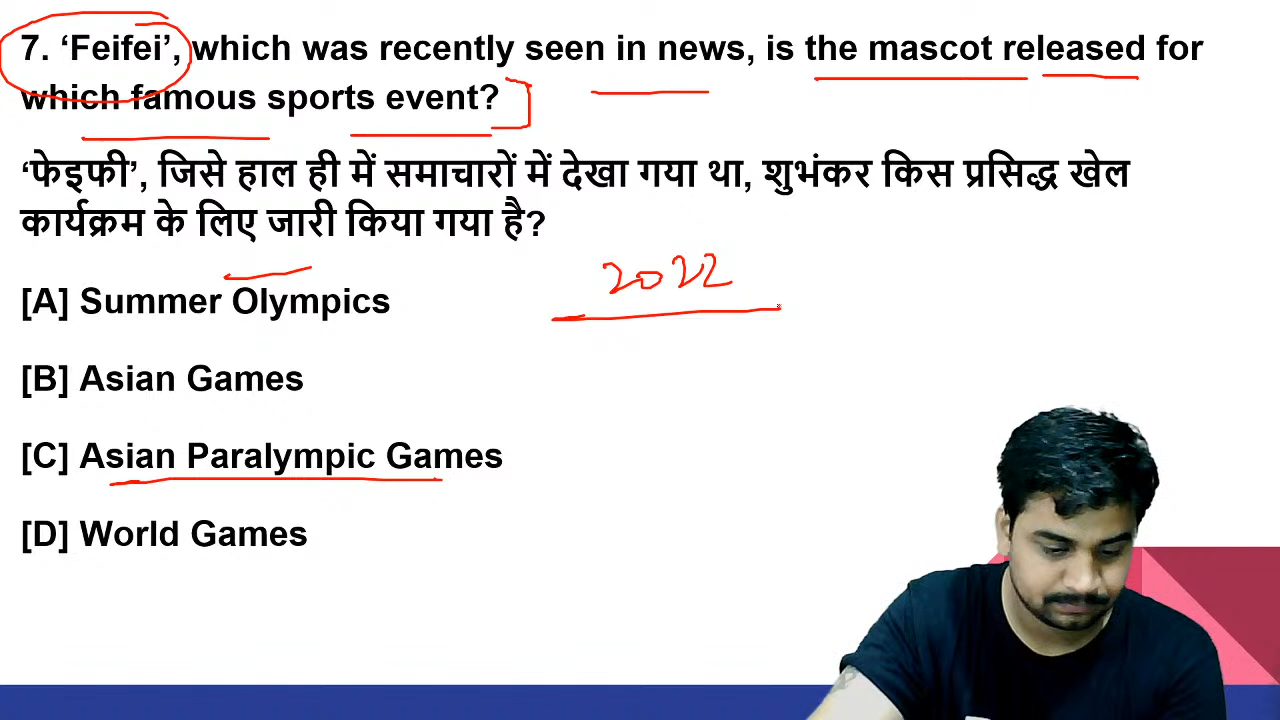 7. ‘Feifei’, which was recently seen in news, is the mascot released for
which famous sports event?
‘फेइफी’, जिसे हाल ही में समाचारों में देखा गया था, शुभंकर किस प्रसिद्ध खेल
कार्यक्रम के लिए जारी किया गया है?
2022
[A] Summer Olympics
[B] Asian Games
[C] Asian Paralympic Games
[D] World Games